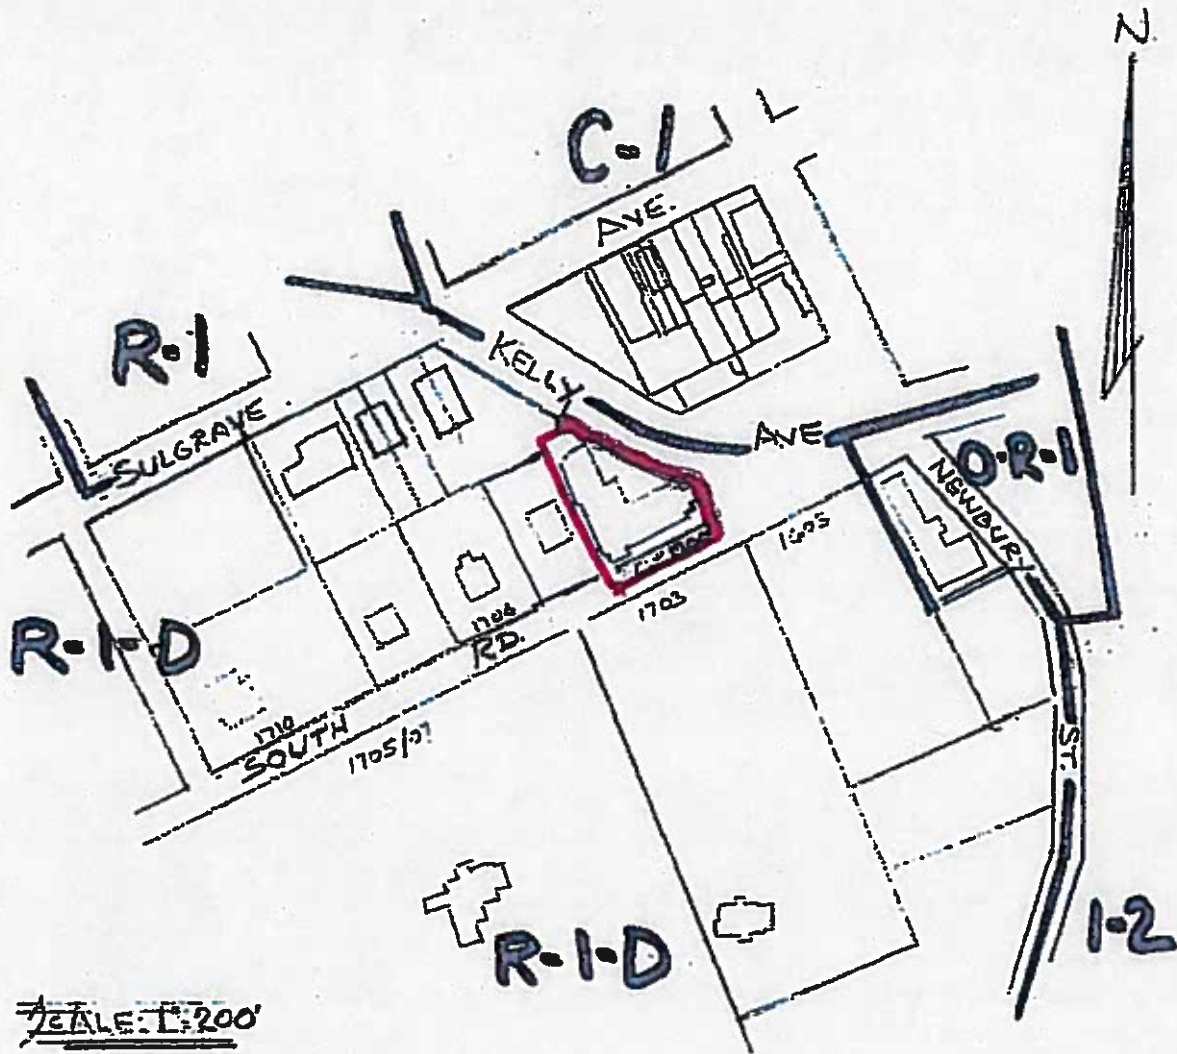 N
C-1
AVE.
R-1
KELLY
AVE
SULGRAVE
O-R-1
NEWBURY
1605
1703
1704
RD.
R-1-D
1710
SOUTH
1705/07
ST.
R-1-D
I-2
SCALE: 1"=200'